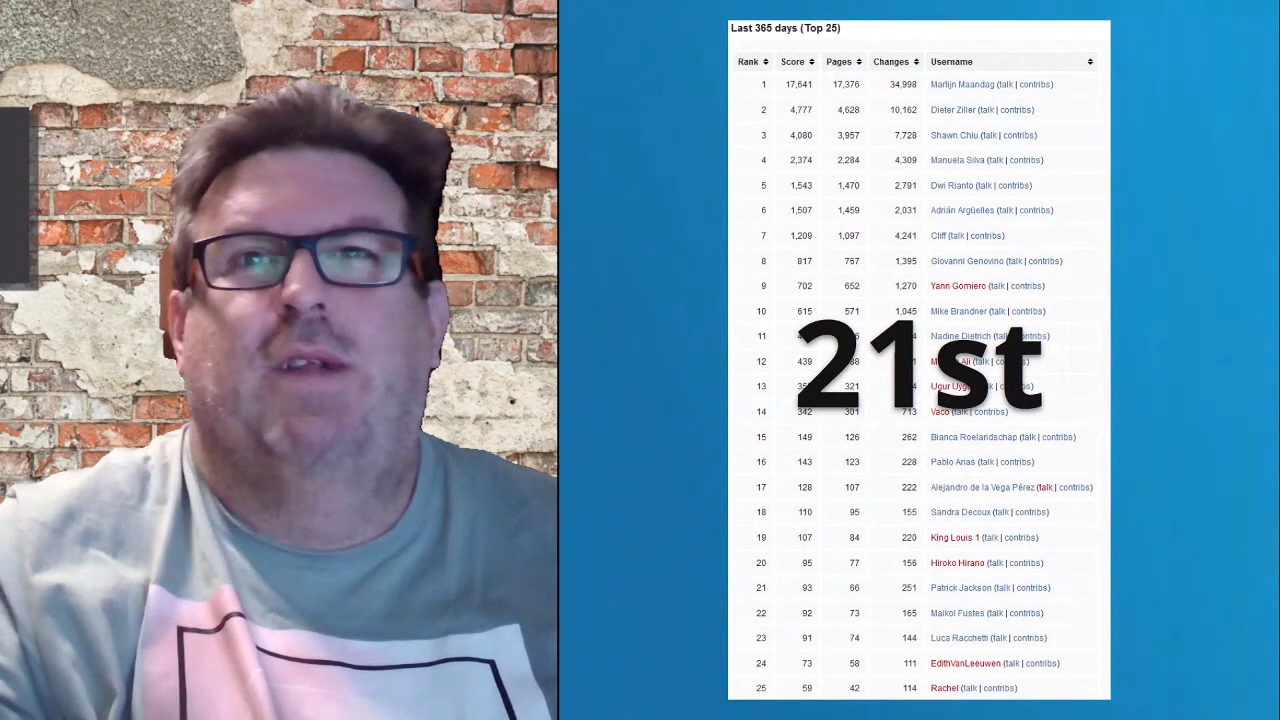 Last 365 days (Top 25)
Rank Score Pages Changes Username
1 17,641 17,376 34,998 Martijn Maandag (talk | contribs)
2 4,777 4,628 10,162 Dieter Ziller (talk | contribs)
3 4,080 3,957 7,728 Shawn Chiu (talk | contribs)
4 2,374 2,284 4,309 Manuela Silva (talk | contribs)
5 1,543 1,470 2,791 Dwi Rianto (talk | contribs)
6 1,507 1,459 2,031 Adrián Argüelles (talk | contribs)
7 1,209 1,097 4,241 Cliff (talk | contribs)
8 817 767 1,395 Giovanni Genovino (talk | contribs)
9 702 652 1,270 Yann Gomiero (talk | contribs)
10 615 571 1,045 Mike Brandner (talk | contribs)
11 Nadine Dietrich (talk | contribs)
21st
12 439 Ali (talk | contribs)
13 321 Ugur
14 342 301 713 Vaco (talk | contribs)
15 149 126 262 Bianca Roelandschap (talk | contribs)
16 143 123 228 Pablo Arias (talk | contribs)
17 128 107 222 Alejandro de la Vega Pérez (talk | contribs)
18 110 95 155 Sandra Decoux (talk | contribs)
19 107 84 220 King Louis 1 (talk | contribs)
20 95 77 156 Hiroko Hirano (talk | contribs)
21 93 66 251 Patrick Jackson (talk | contribs)
22 92 73 165 Maikol Fustes (talk | contribs)
23 91 74 144 Luca Racchetti (talk | contribs)
24 73 58 111 EdithVanLeeuwen (talk | contribs)
25 59 42 114 Rachel (talk | contribs)